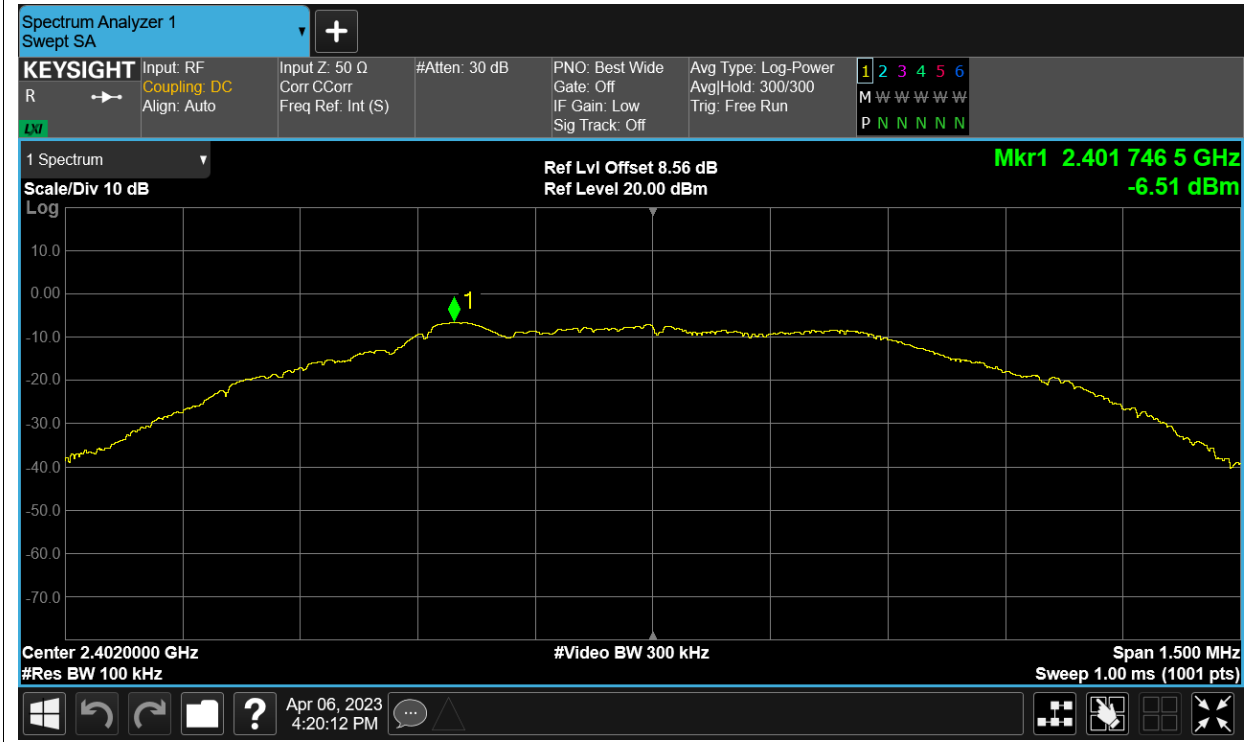 Spectrum Analyzer 1
Swept SA
+
KEYSIGHT
R
LXI
Input: RF
Coupling: DC
Align: Auto
Input Z: 50 Ω
Corr CCorr
Freq Ref: Int (S)
#Atten: 30 dB
PNO: Best Wide
Gate: Off
IF Gain: Low
Sig Track: Off
Avg Type: Log-Power
Avg|Hold: 300/300
Trig: Free Run
1 2 3 4 5 6
M W W W W W
P N N N N N
1 Spectrum
Scale/Div 10 dB
Log
Ref Lvl Offset 8.56 dB
Ref Level 20.00 dBm
Mkr1 2.401 746 5 GHz
-6.51 dBm
10.0
0.00
-10.0
-20.0
-30.0
-40.0
-50.0
-60.0
-70.0
1
Center 2.4020000 GHz
#Res BW 100 kHz
#Video BW 300 kHz
Span 1.500 MHz
Sweep 1.00 ms (1001 pts)
?
Apr 06, 2023
4:20:12 PM